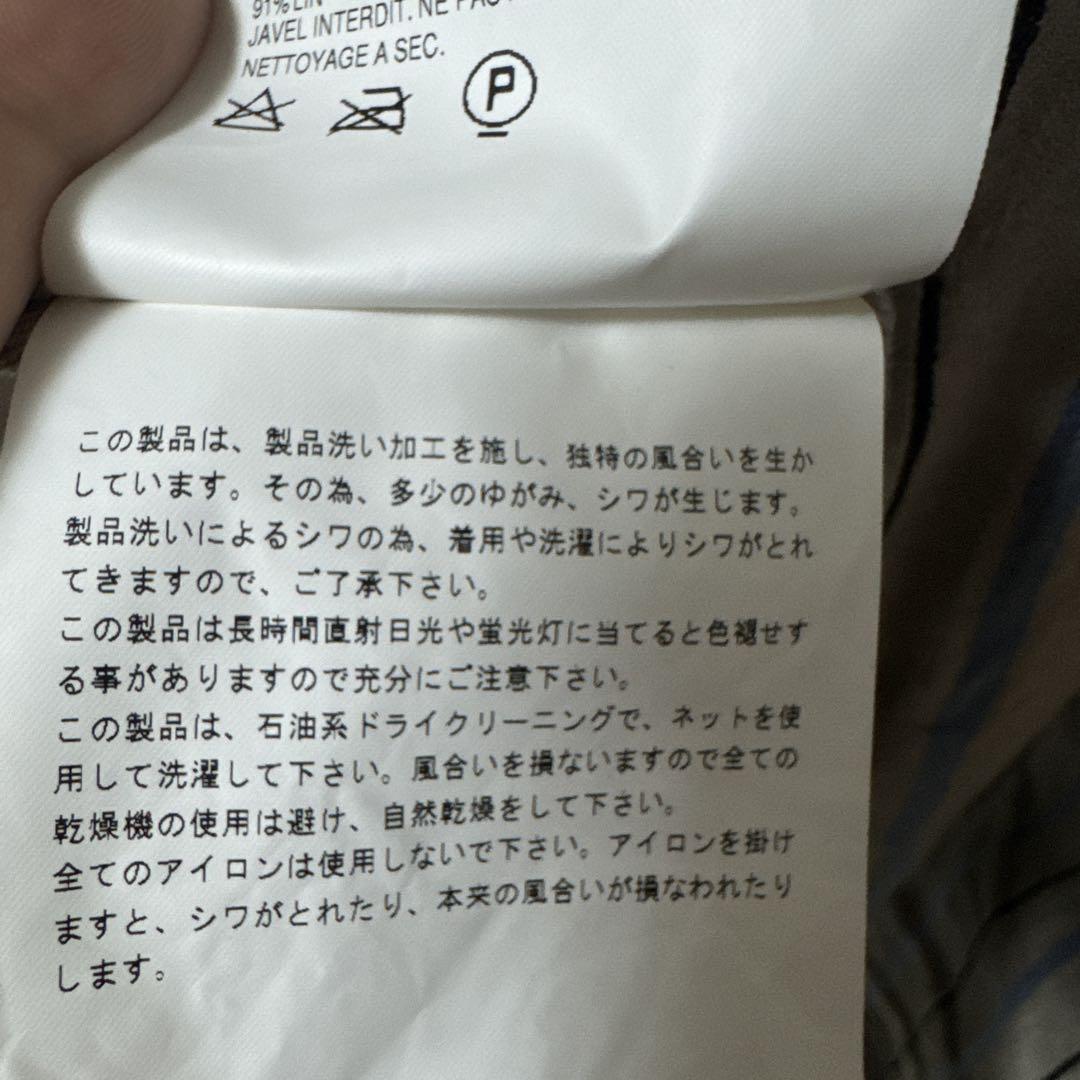 91% LIN
JAVEL INTERDIT. NE PAS
NETTOYAGE A SEC.
P
この製品は、製品洗い加工を施し、独特の風合いを生か
しています。その為、多少のゆがみ、シワが生じます。
製品洗いによるシワの為、着用や洗濯によりシワがとれ
てきますので、ご了承下さい。
この製品は長時間直射日光や蛍光灯に当てると色褪せす
る事がありますので充分にご注意下さい。
この製品は、石油系ドライクリーニングで、ネットを使
用して洗濯して下さい。風合いを損ないますので全ての
乾燥機の使用は避け、自然乾燥をして下さい。
全てのアイロンは使用しないで下さい。アイロンを掛け
ますと、シワがとれたり、本来の風合いが損なわれたり
します。